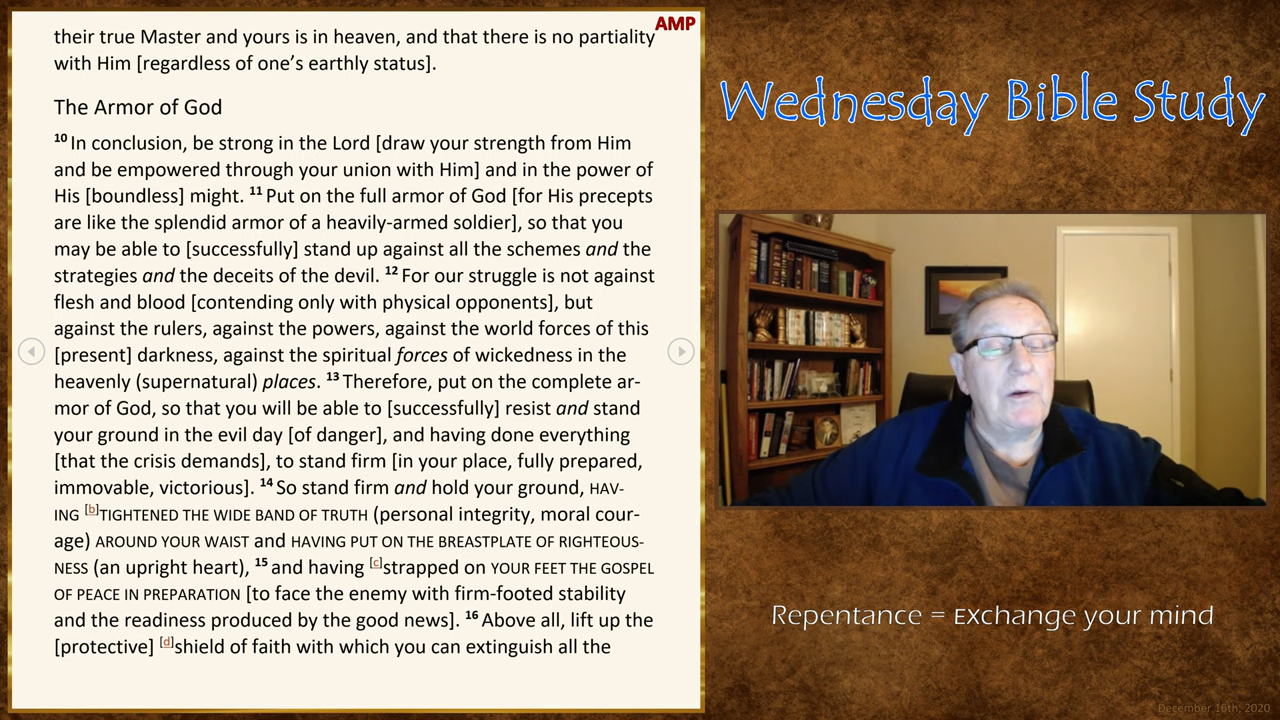 AMP
their true Master and yours is in heaven, and that there is no partiality
with Him [regardless of one’s earthly status].
The Armor of God
10 In conclusion, be strong in the Lord [draw your strength from Him
and be empowered through your union with Him] and in the power of
His [boundless] might. 11 Put on the full armor of God [for His precepts
are like the splendid armor of a heavily-armed soldier], so that you
may be able to [successfully] stand up against all the schemes and the
strategies and the deceits of the devil. 12 For our struggle is not against
flesh and blood [contending only with physical opponents], but
against the rulers, against the powers, against the world forces of this
[present] darkness, against the spiritual forces of wickedness in the
heavenly (supernatural) places. 13 Therefore, put on the complete ar-
mor of God, so that you will be able to [successfully] resist and stand
your ground in the evil day [of danger], and having done everything
[that the crisis demands], to stand firm [in your place, fully prepared,
immovable, victorious]. 14 So stand firm and hold your ground, HAV-
ING [b]TIGHTENED THE WIDE BAND OF TRUTH (personal integrity, moral cour-
age) AROUND YOUR WAIST and HAVING PUT ON THE BREASTPLATE OF RIGHTEOUS-
NESS (an upright heart), 15 and having [c]strapped on YOUR FEET THE GOSPEL
OF PEACE IN PREPARATION [to face the enemy with firm-footed stability
and the readiness produced by the good news]. 16 Above all, lift up the
[protective] [d]shield of faith with which you can extinguish all the
Wednesday Bible Study
Repentance = Exchange your mind
December 16th, 2020